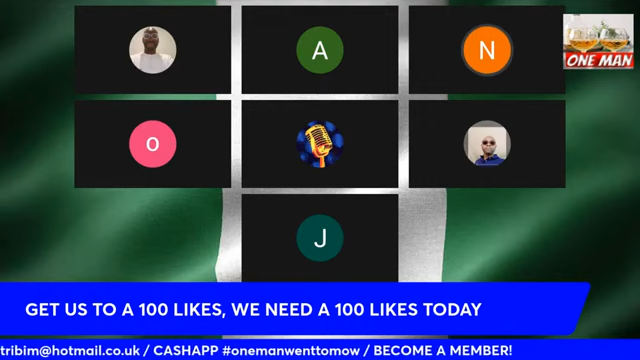 A
N
ONE MAN
O
J
GET US TO A 100 LIKES, WE NEED A 100 LIKES TODAY
tribim@hotmail.co.uk / CASHAPP #onemanwenttomow / BECOME A MEMBER!